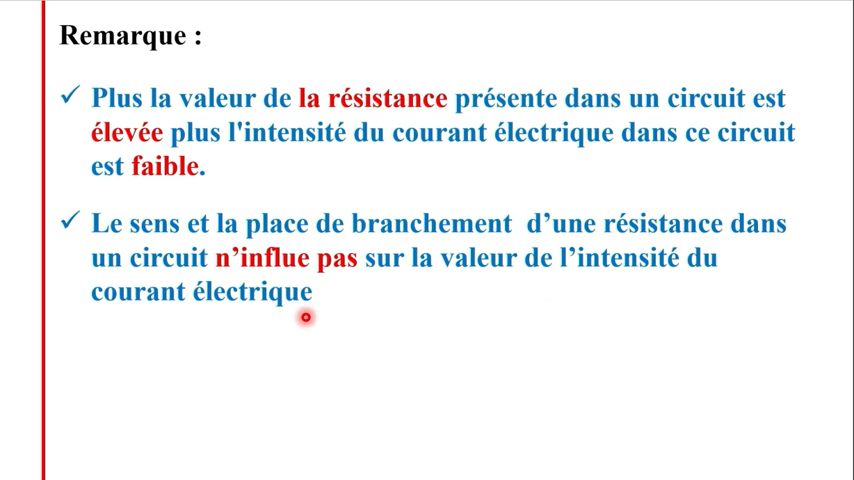 Remarque :
✓ Plus la valeur de la résistance présente dans un circuit est
élevée plus l'intensité du courant électrique dans ce circuit
est faible.
✓ Le sens et la place de branchement d’une résistance dans
un circuit n’influe pas sur la valeur de l’intensité du
courant électrique